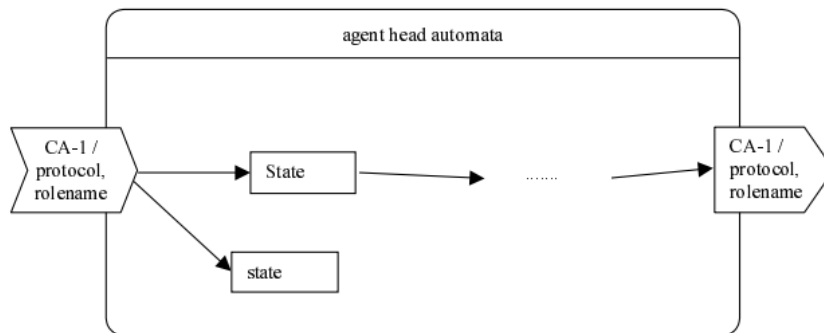 agent head automata
CA-1 /
protocol,
rolename
State
.......
CA-1 /
protocol,
rolename
state